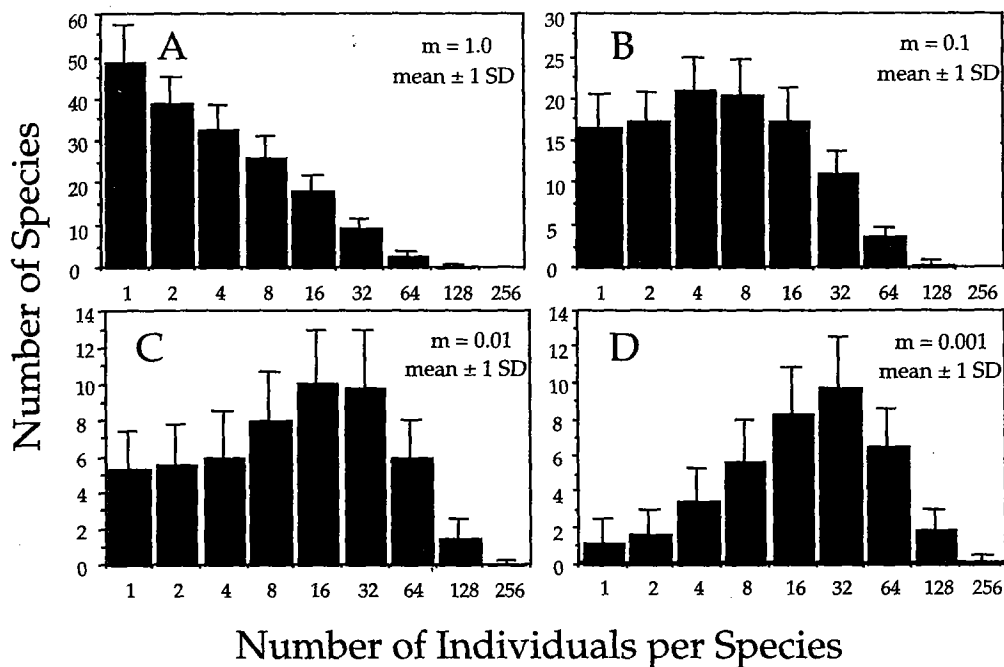 Number of Species
A
m = 1.0
mean ± 1 SD
60
50
40
30
20
10
0
1 2 4 8 16 32 64 128 256
B
m = 0.1
mean ± 1 SD
30
25
20
15
10
5
0
1 2 4 8 16 32 64 128 256
C
m = 0.01
mean ± 1 SD
14
12
10
8
6
4
2
0
1 2 4 8 16 32 64 128 256
D
m = 0.001
mean ± 1 SD
14
12
10
8
6
4
2
0
1 2 4 8 16 32 64 128 256
Number of Individuals per Species